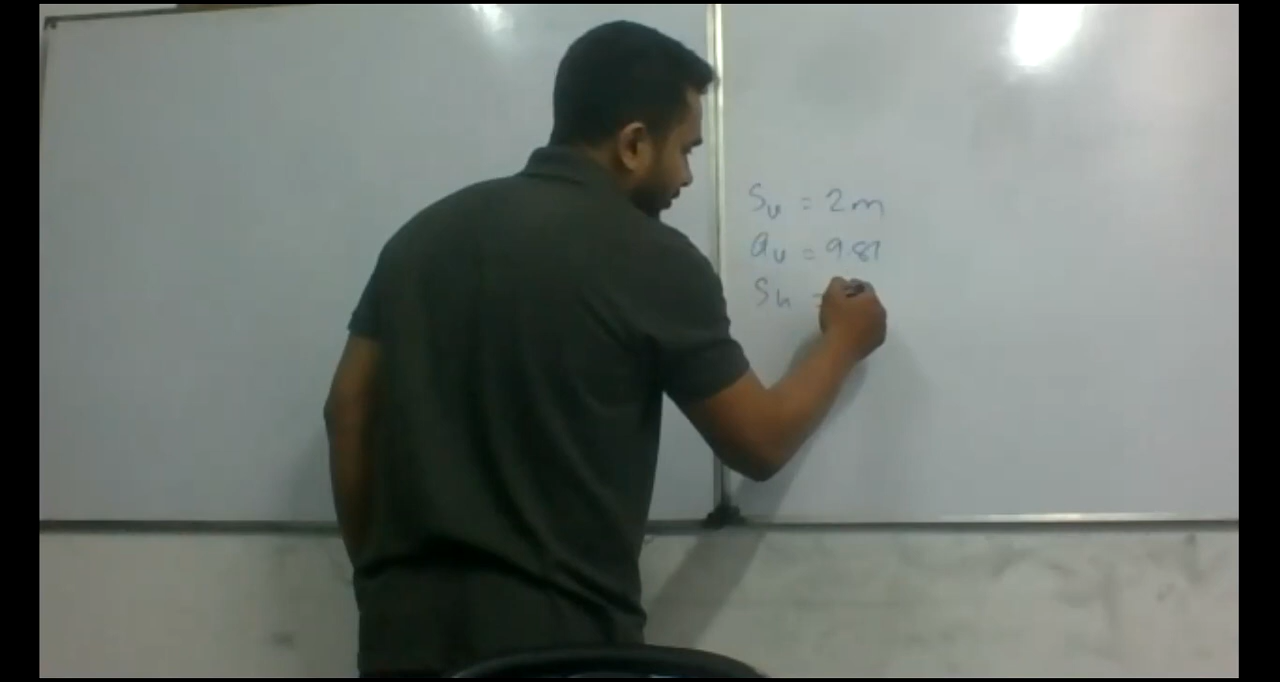 Sv = 2m
av = 9.81
Sh =